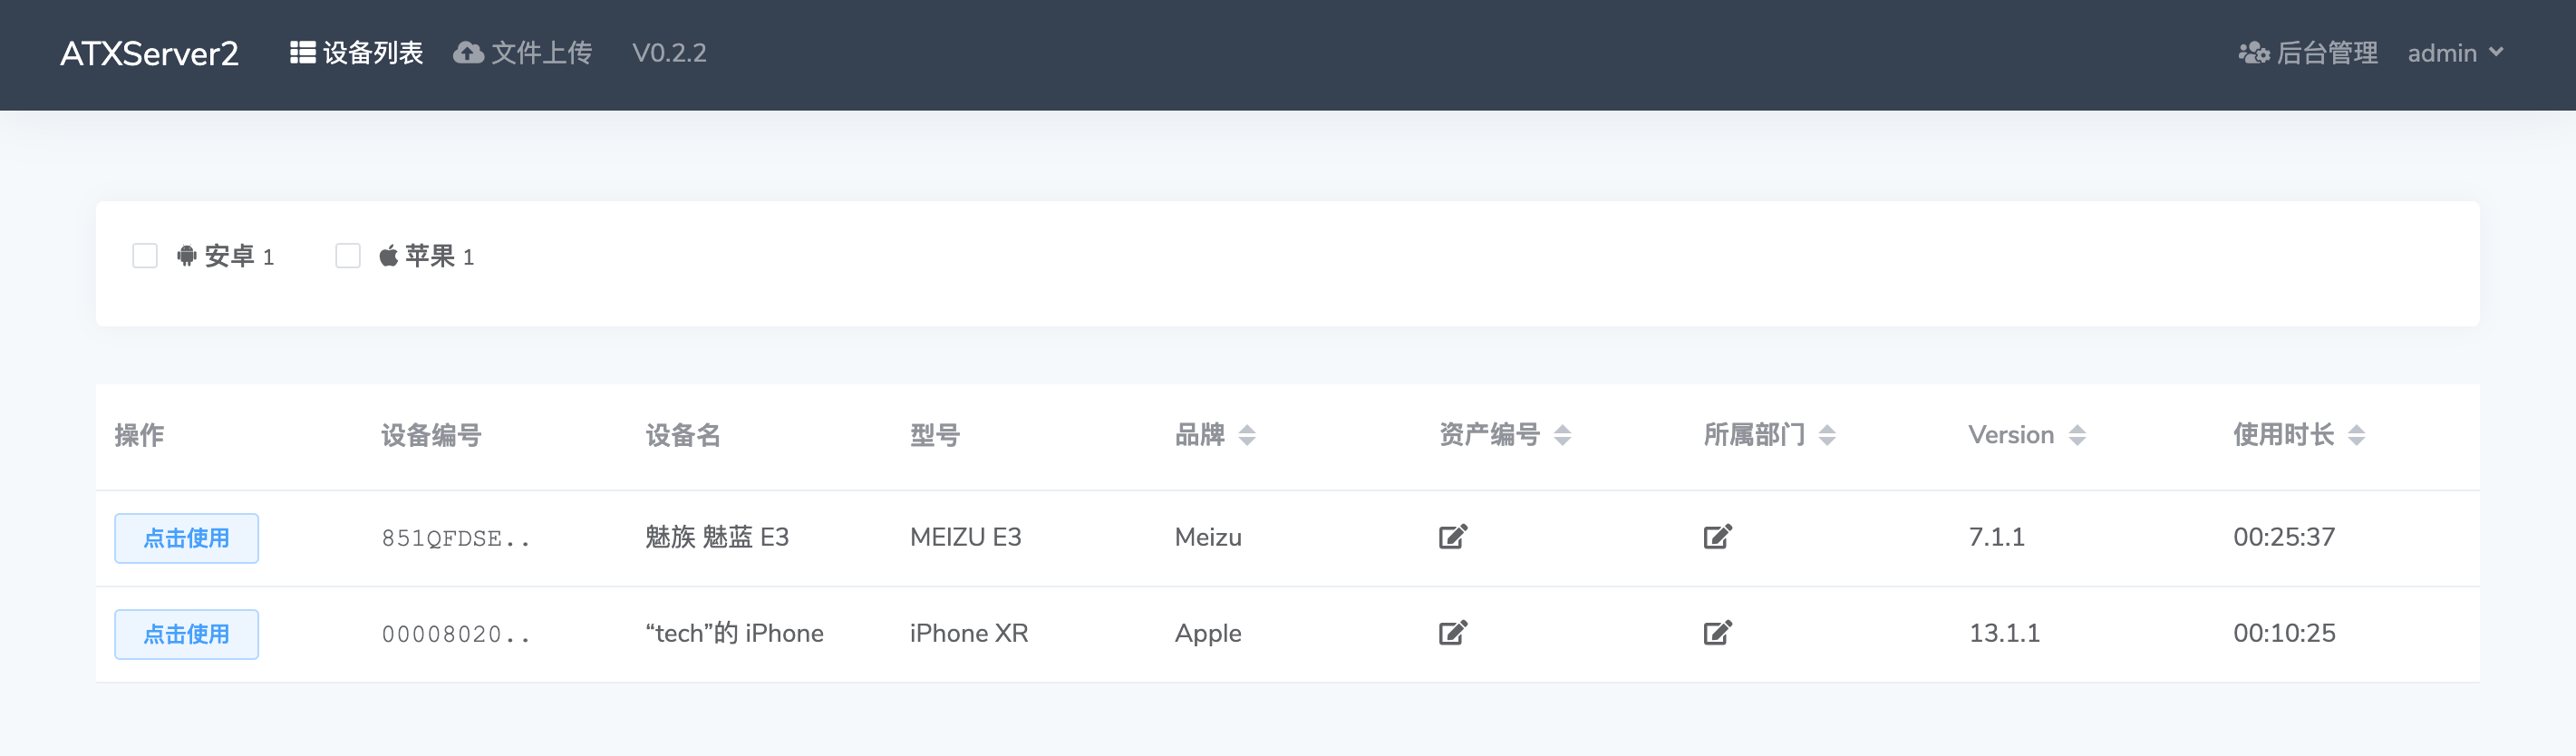 ATXServer2 设备列表 文件上传 V0.2.2 后台管理 admin
安卓 1 苹果 1
操作 设备编号 设备名 型号 品牌 资产编号 所属部门 Version 使用时长
点击使用 851QFDSE.. 魅族 魅蓝 E3 MEIZU E3 Meizu 7.1.1 00:25:37
点击使用 00008020.. “tech”的 iPhone iPhone XR Apple 13.1.1 00:10:25